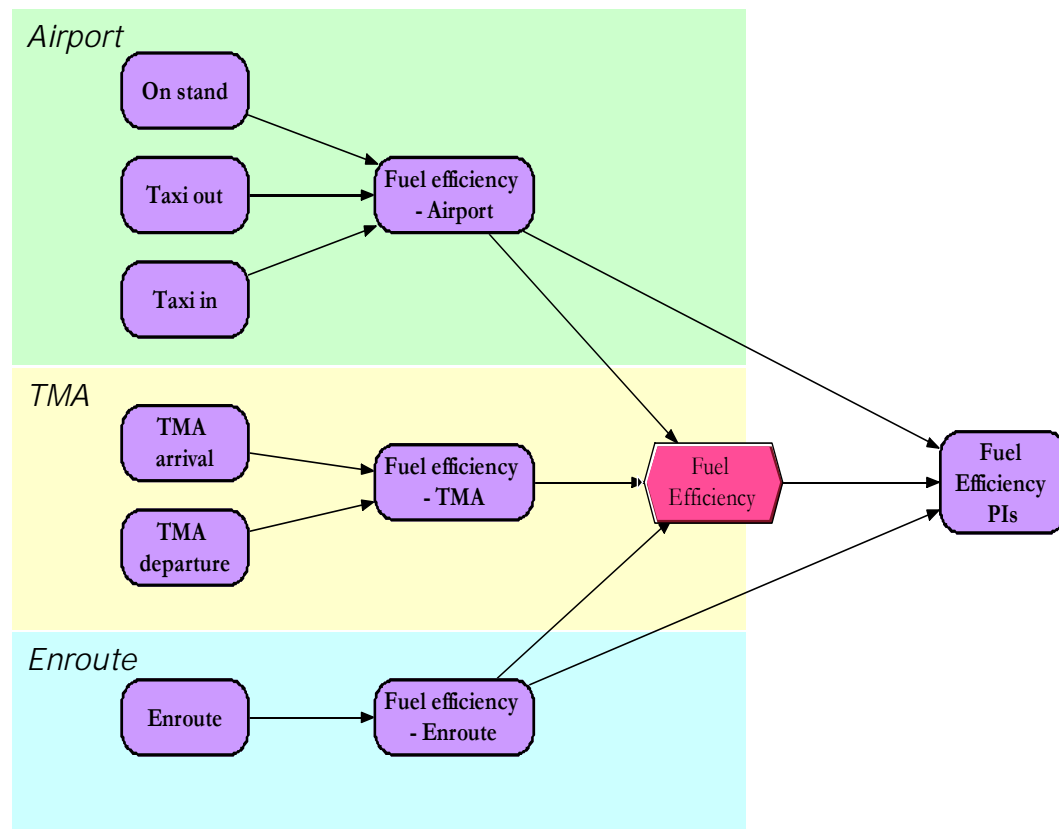 Airport
On stand
Taxi out
Fuel efficiency
- Airport
Taxi in
TMA
TMA
arrival
Fuel efficiency
- TMA
TMA
departure
Fuel
Efficiency
Fuel
Efficiency
PIs
Enroute
Enroute
Fuel efficiency
- Enroute